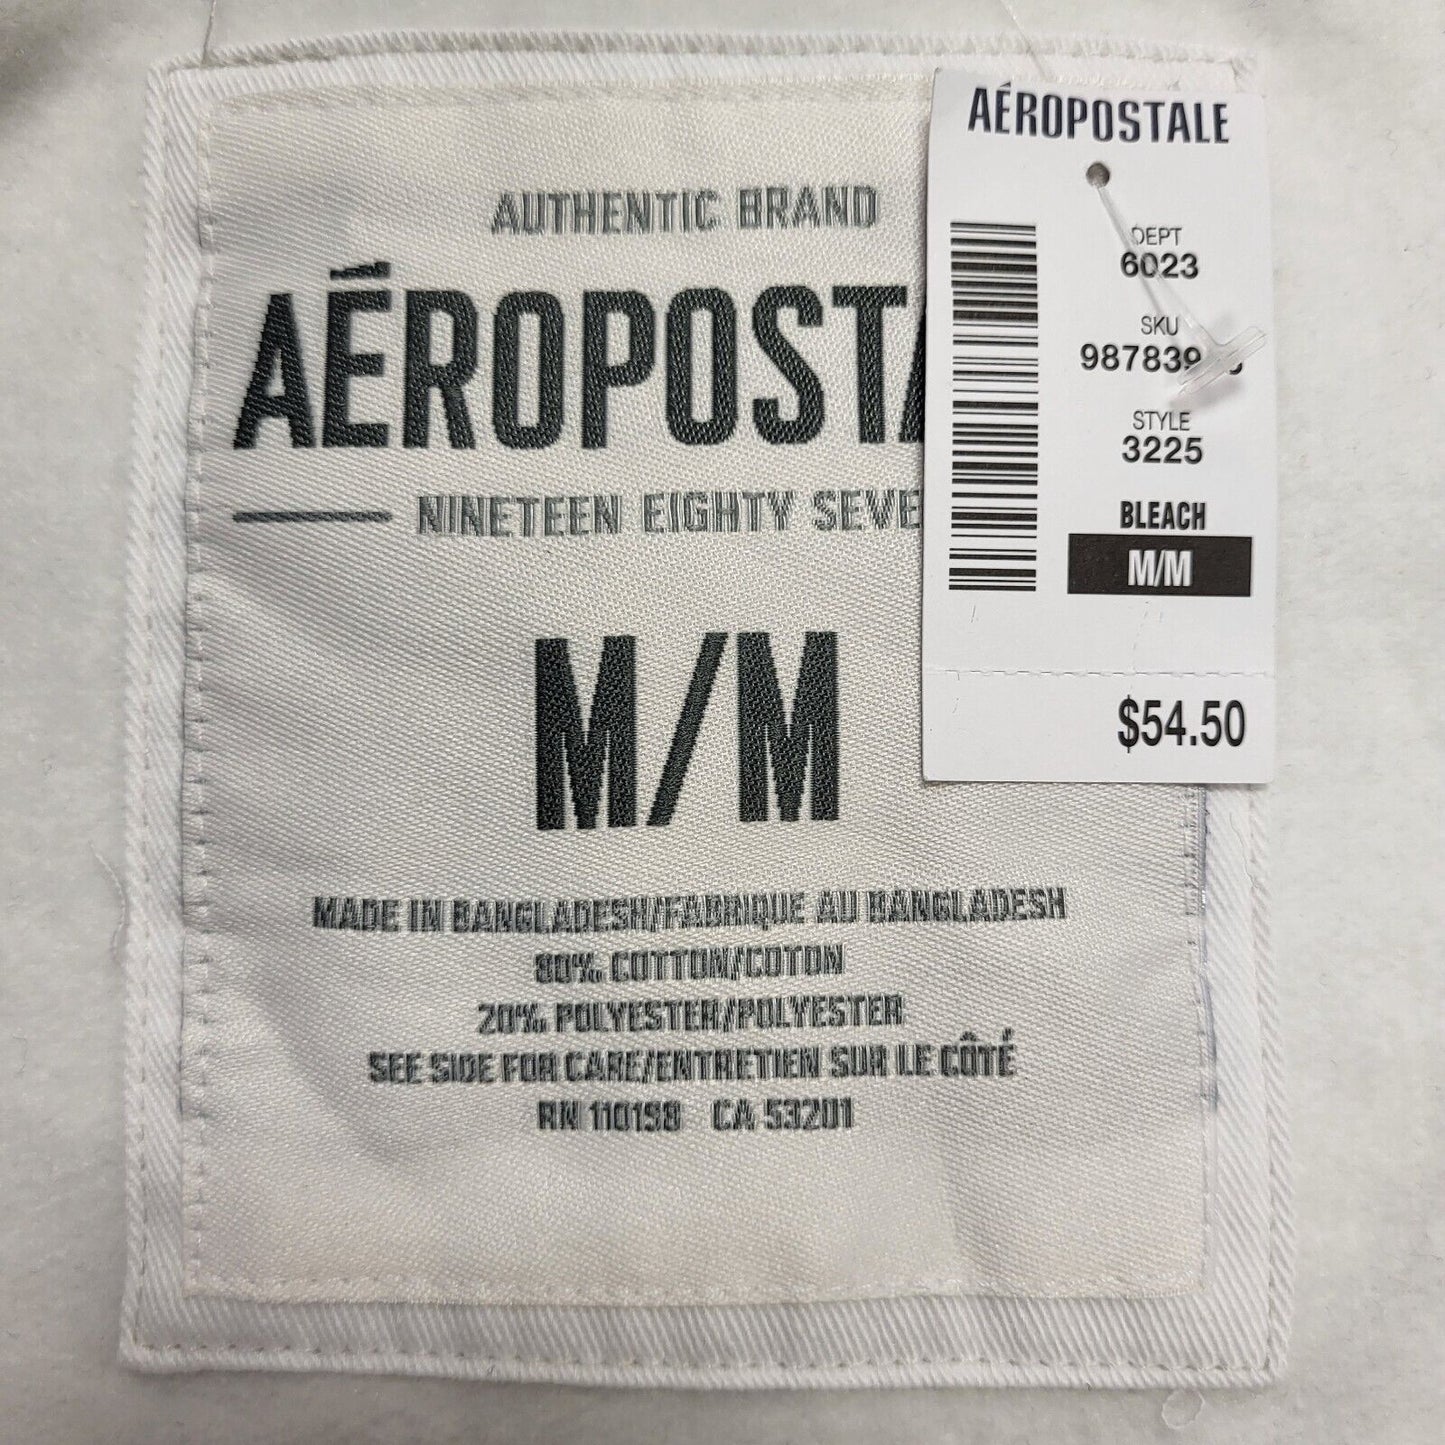 AUTHENTIC BRAND
AÉROPOSTA
NINETEEN EIGHTY SEVE
M/M
MADE IN BANGLADESH/FABRIQUE AU BANGLADESH
80% COTTON/COTON
20% POLYESTER/POLYESTER
SEE SIDE FOR CARE/ENTRETIEN SUR LE CÔTÉ
RN 110198 CA 53201
AÉROPOSTALE
DEPT
6023
SKU
STYLE
3225
BLEACH
M/M
$54.50